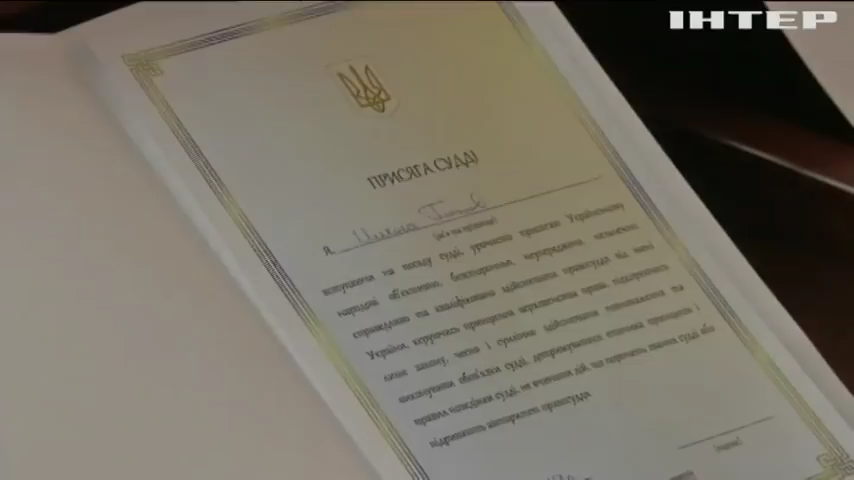 ІНТЕР
ПРИСЯГА СУДДІ
Я,
(ім'я та прізвище)
вступаючи на посаду судді, урочисто присягаю Українському
народові об'єктивно, безсторонньо, неупереджено, незалежно,
справедливо та кваліфіковано здійснювати правосуддя від імені
України, керуючись принципом верховенства права, підкоряючись
лише закону, чесно і сумлінно здійснювати повноваження та
виконувати обов'язки судді, дотримуватися етичних принципів і
правил поведінки судді, не вчиняти дій, що порочать звання судді або
підривають авторитет правосуддя.
(підпис)